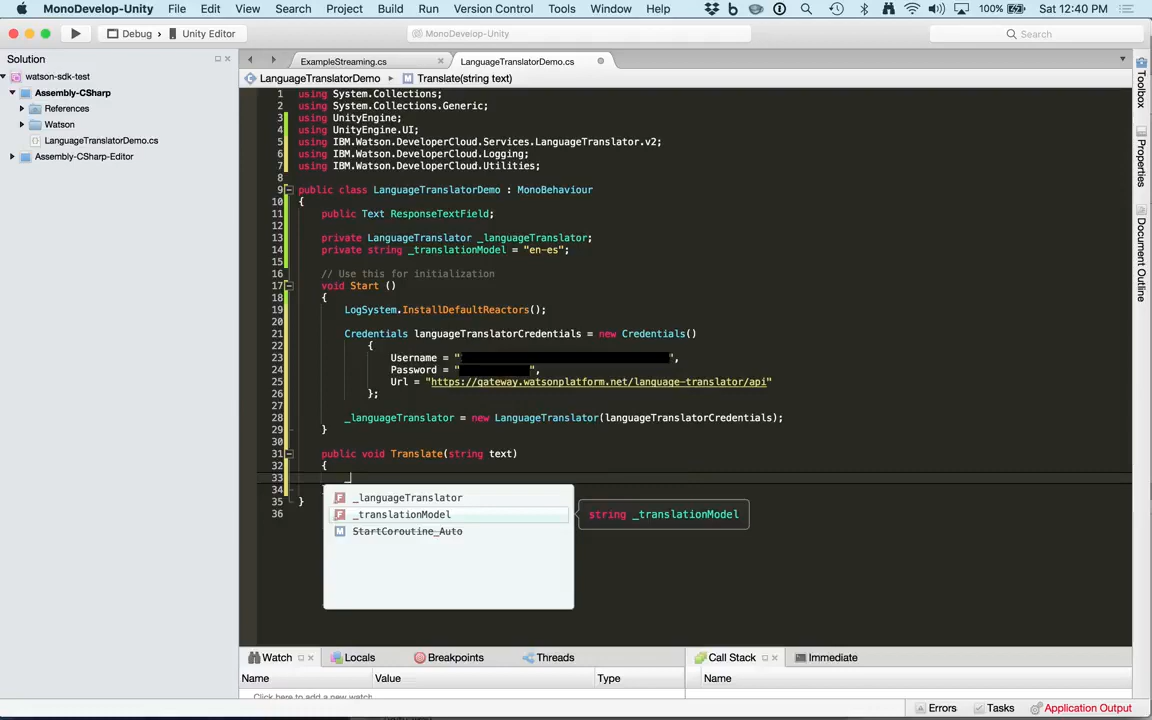 MonoDevelop-Unity File Edit View Search Project Build Run Version Control Tools Window Help 100% Sat 12:40 PM
Debug Unity Editor MonoDevelop-Unity Search
Solution
watson-sdk-test
Assembly-CSharp
References
Watson
LanguageTranslatorDemo.cs
Assembly-CSharp-Editor
ExampleStreaming.cs LanguageTranslatorDemo.cs
LanguageTranslatorDemo Translate(string text)
1 using System.Collections;
2 using System.Collections.Generic;
3 using UnityEngine;
4 using UnityEngine.UI;
5 using IBM.Watson.DeveloperCloud.Services.LanguageTranslator.v2;
6 using IBM.Watson.DeveloperCloud.Logging;
7 using IBM.Watson.DeveloperCloud.Utilities;
8
9 public class LanguageTranslatorDemo : MonoBehaviour
10 {
11 public Text ResponseTextField;
12
13 private LanguageTranslator _languageTranslator;
14 private string _translationModel = "en-es";
15
16 // Use this for initialization
17 void Start ()
18 {
19 LogSystem.InstallDefaultReactors();
20
21 Credentials languageTranslatorCredentials = new Credentials()
22 {
23 Username = "",
24 Password = "",
25 Url = "https://gateway.watsonplatform.net/language-translator/api"
26 };
27
28 _languageTranslator = new LanguageTranslator(languageTranslatorCredentials);
29 }
30
31 public void Translate(string text)
32 {
33 _
34
35 }
36
_languageTranslator
_translationModel
StartCoroutine_Auto
string _translationModel
Toolbox
Properties
Document Outline
Watch Locals Breakpoints Threads Call Stack Immediate
Name Value Type Name
Click here to add a new watch
Errors Tasks Application Output